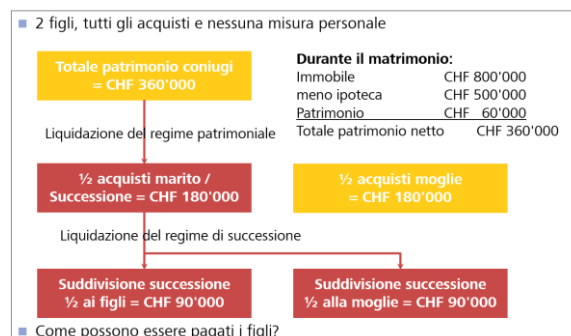 2 figli, tutti gli acquisti e nessuna misura personale
Totale patrimonio coniugi
= CHF 360'000
Durante il matrimonio:
Immobile CHF 800'000
meno ipoteca CHF 500'000
Patrimonio CHF 60'000
Totale patrimonio netto CHF 360'000
Liquidazione del regime patrimoniale
½ acquisti marito /
Successione = CHF 180'000
½ acquisti moglie
= CHF 180'000
Liquidazione del regime di successione
Suddivisione successione
½ ai figli = CHF 90'000
Suddivisione successione
½ alla moglie = CHF 90'000
Come possono essere pagati i figli?